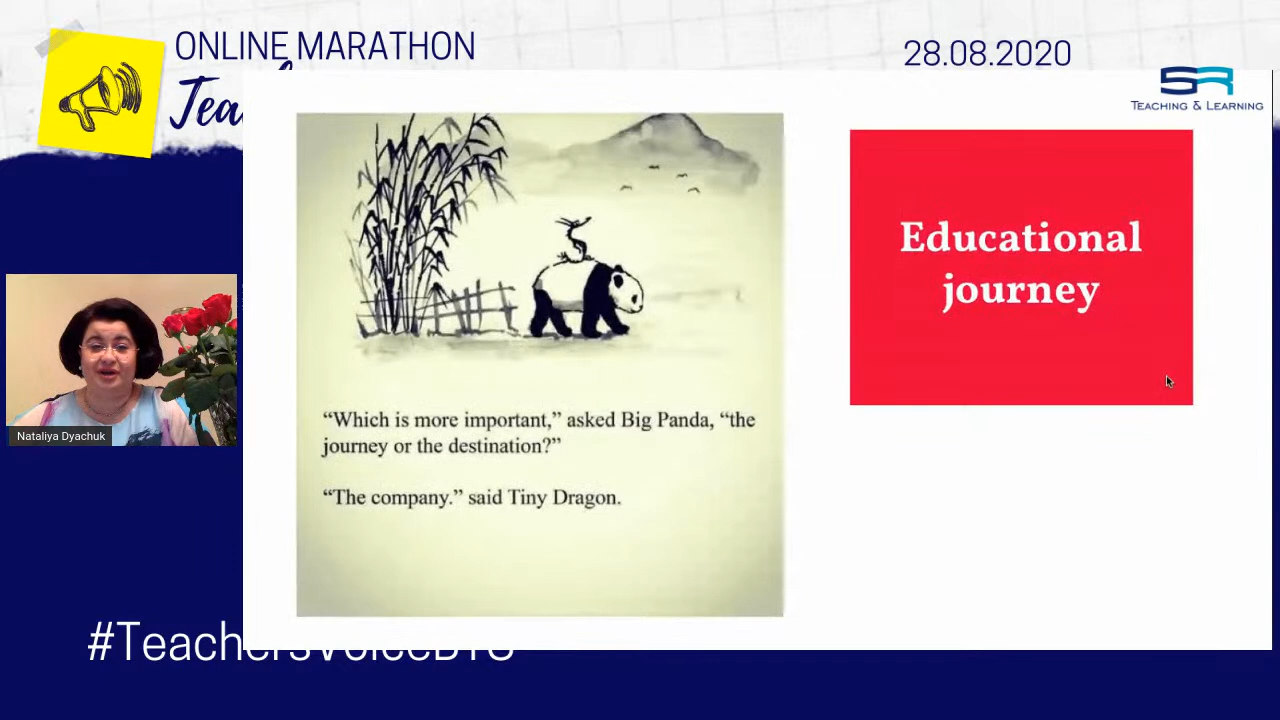 ONLINE MARATHON
28.08.2020
SR
TEACHING & LEARNING
Educational
journey
“Which is more important,” asked Big Panda, “the
journey or the destination?”
“The company.” said Tiny Dragon.
Nataliya Dyachuk